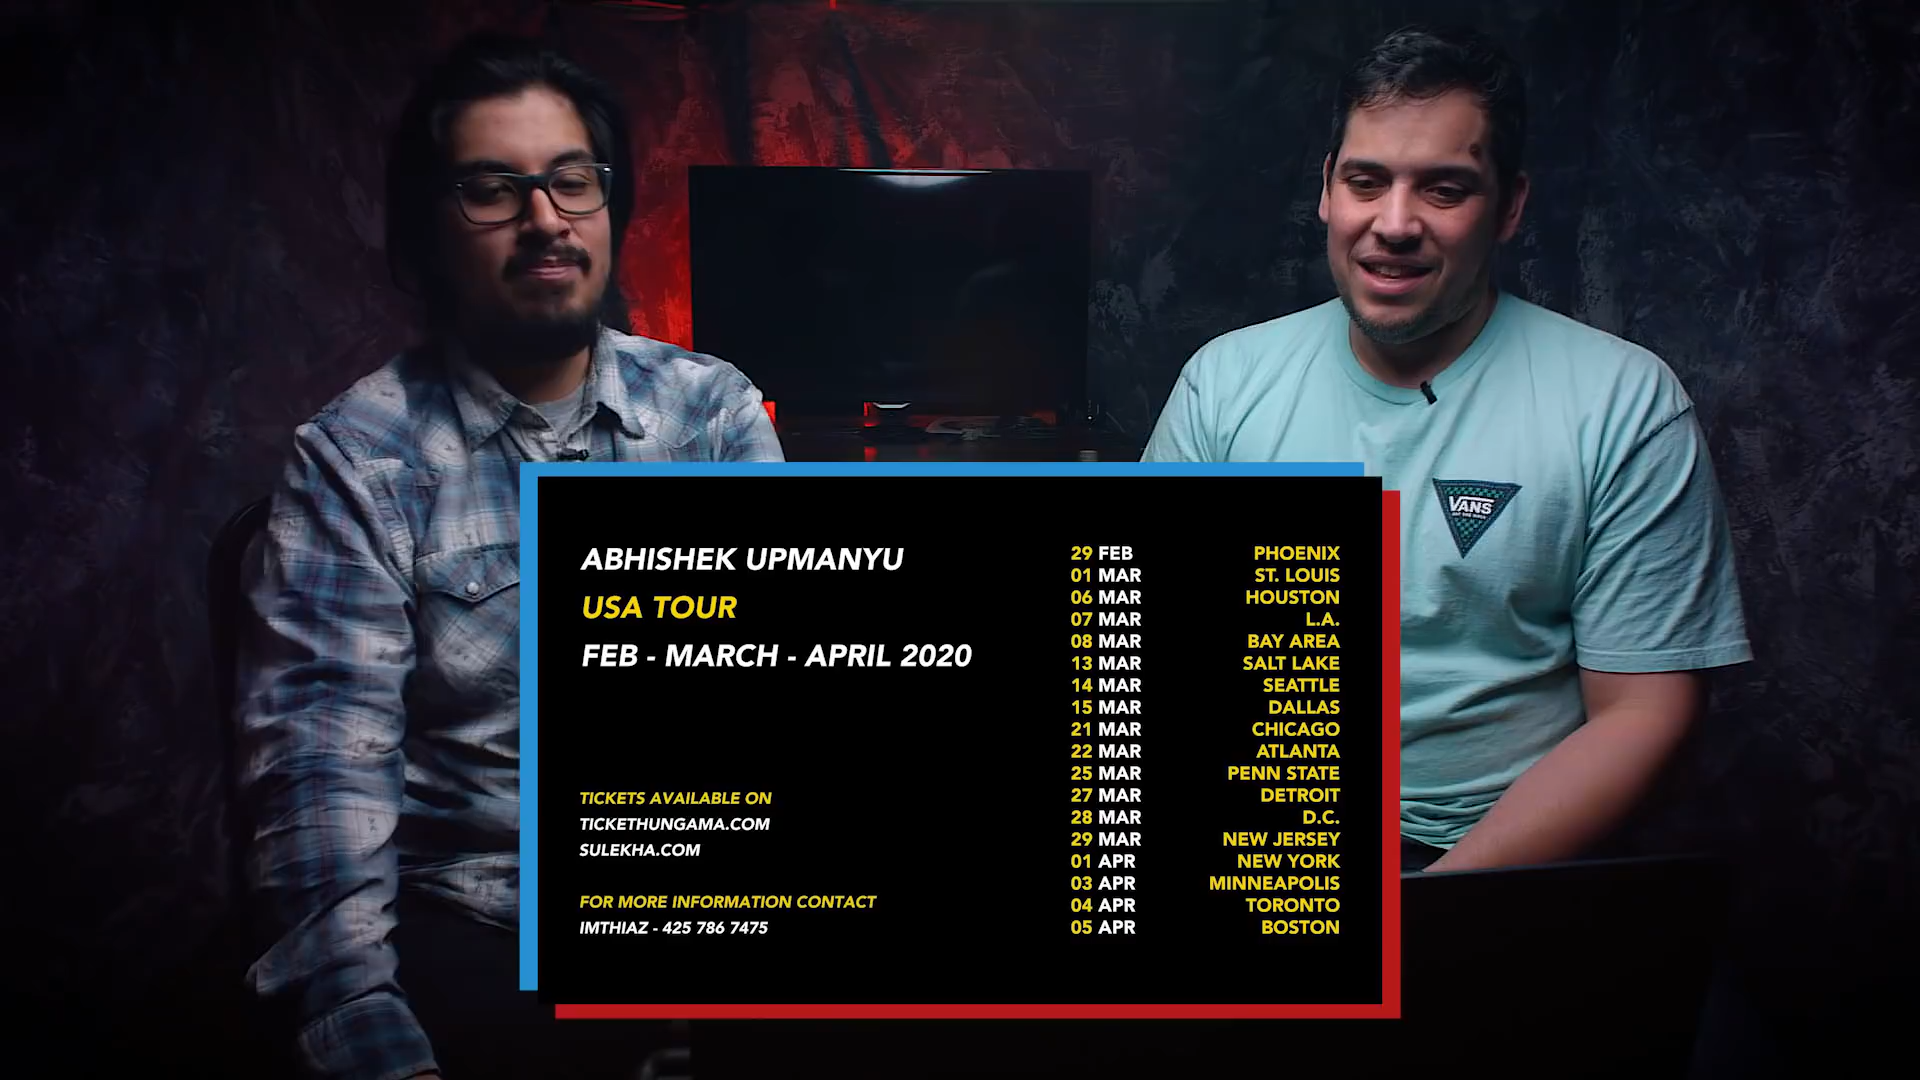 VANS
ABHISHEK UPMANYU
USA TOUR
FEB - MARCH - APRIL 2020
TICKETS AVAILABLE ON
TICKETHUNGAMA.COM
SULEKHA.COM
FOR MORE INFORMATION CONTACT
IMTHIAZ - 425 786 7475
29 FEB PHOENIX
01 MAR ST. LOUIS
06 MAR HOUSTON
07 MAR L.A.
08 MAR BAY AREA
13 MAR SALT LAKE
14 MAR SEATTLE
15 MAR DALLAS
21 MAR CHICAGO
22 MAR ATLANTA
25 MAR PENN STATE
27 MAR DETROIT
28 MAR D.C.
29 MAR NEW JERSEY
01 APR NEW YORK
03 APR MINNEAPOLIS
04 APR TORONTO
05 APR BOSTON